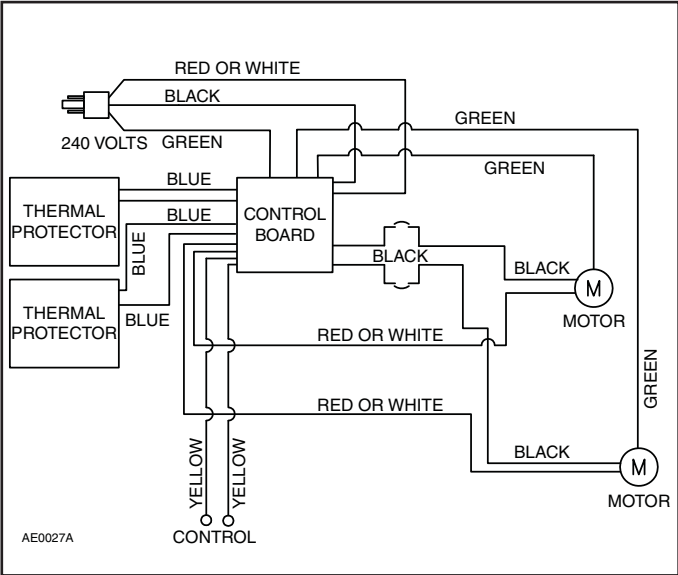 RED OR WHITE
BLACK
240 VOLTS
GREEN
GREEN
GREEN
BLUE
THERMAL
PROTECTOR
BLUE
CONTROL
BOARD
BLUE
BLACK
BLACK
M
MOTOR
THERMAL
PROTECTOR
BLUE
RED OR WHITE
GREEN
RED OR WHITE
BLACK
M
MOTOR
YELLOW
YELLOW
CONTROL
AE0027A